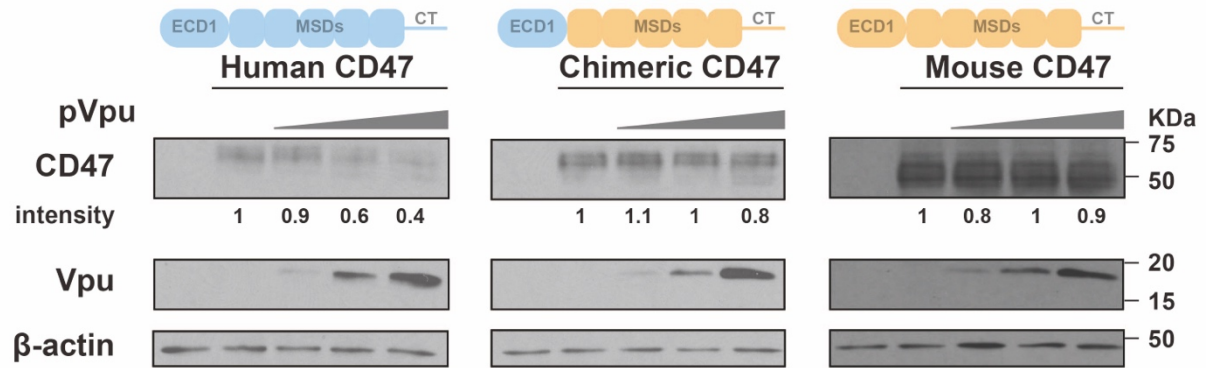 ECD1 MSDs CT ECD1 MSDs CT ECD1 MSDs CT
Human CD47 Chimeric CD47 Mouse CD47
pVpu KDa
CD47 75
50
intensity 1 0.9 0.6 0.4 1 1.1 1 0.8 1 0.8 1 0.9
Vpu 20
15
β-actin 50